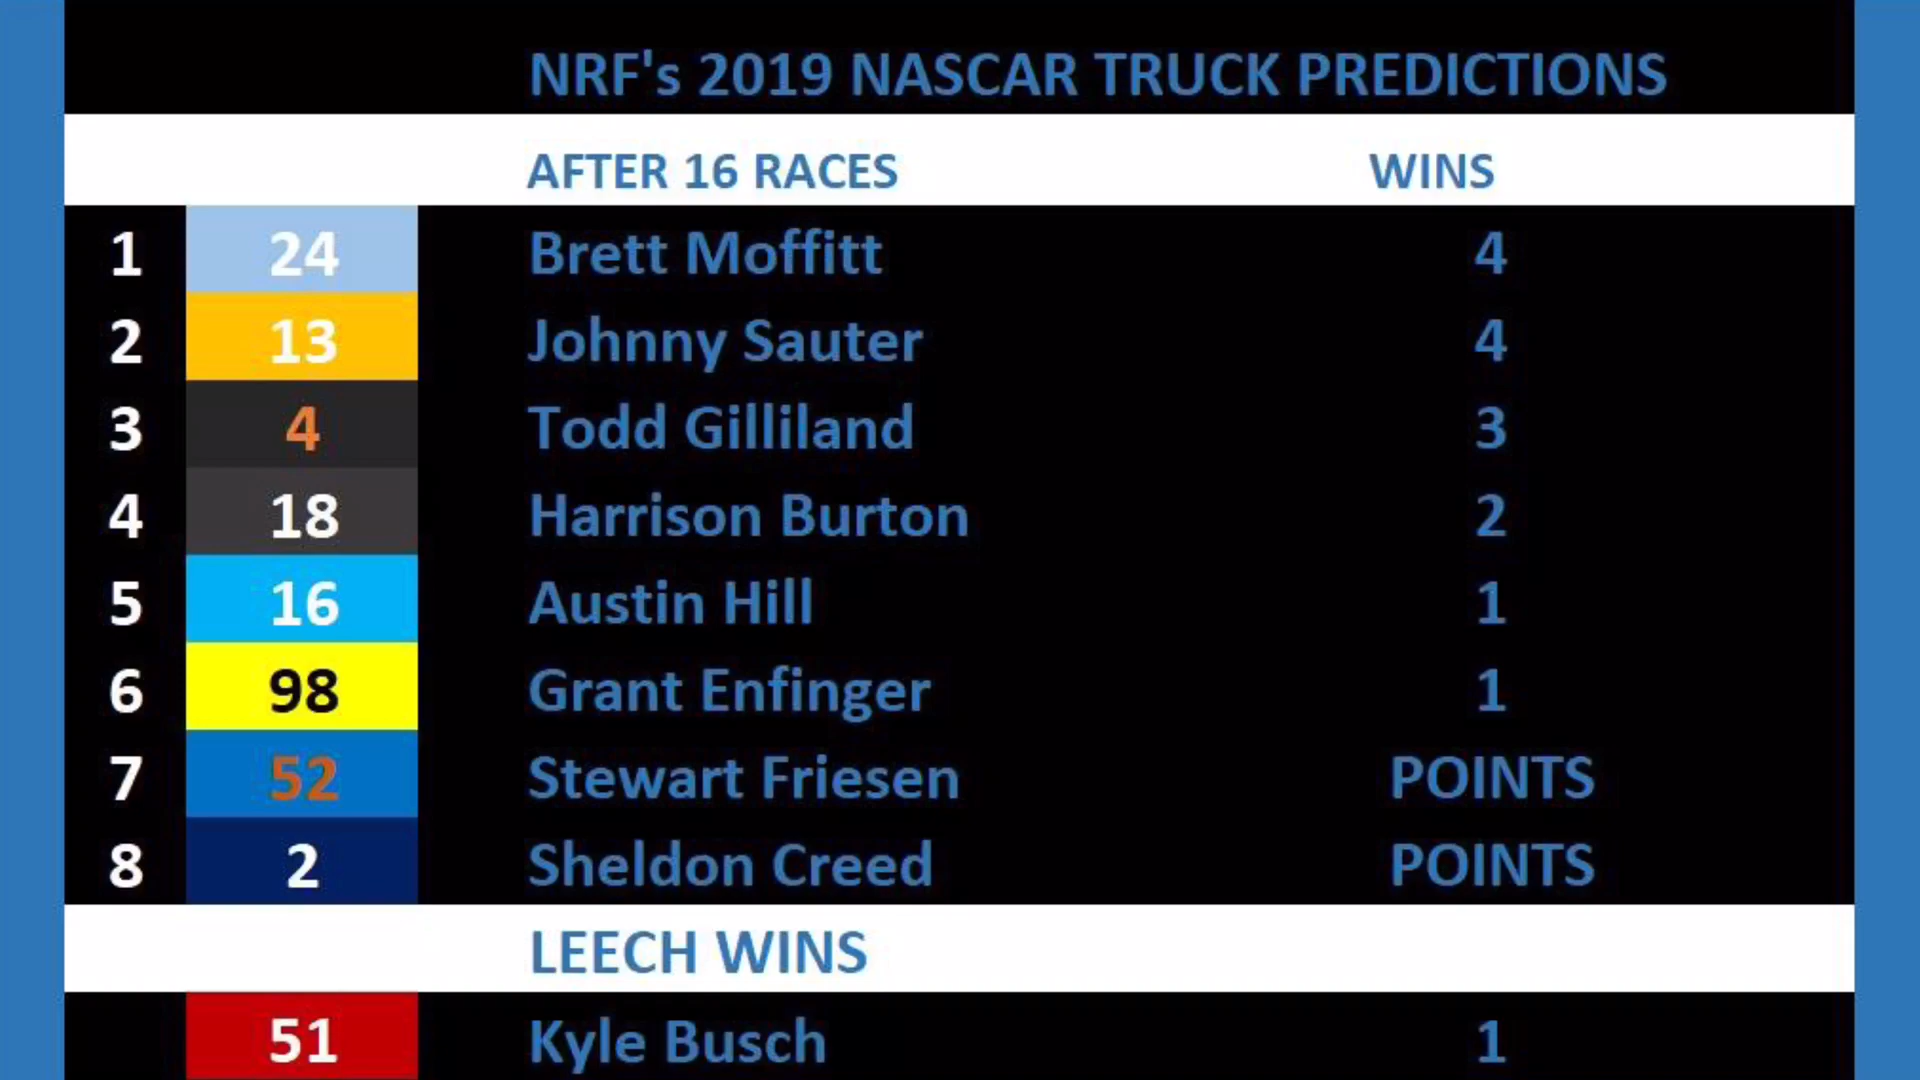 NRF's 2019 NASCAR TRUCK PREDICTIONS
AFTER 16 RACES WINS
1 24 Brett Moffitt 4
2 13 Johnny Sauter 4
3 4 Todd Gilliland 3
4 18 Harrison Burton 2
5 16 Austin Hill 1
6 98 Grant Enfinger 1
7 52 Stewart Friesen POINTS
8 2 Sheldon Creed POINTS
LEECH WINS
51 Kyle Busch 1